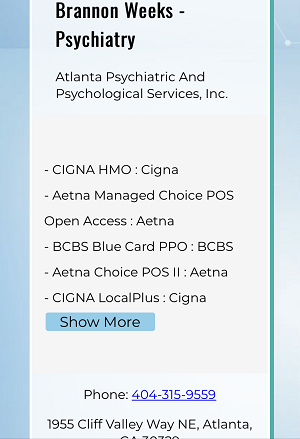 Brannon Weeks -
Psychiatry
Atlanta Psychiatric And
Psychological Services, Inc.
- CIGNA HMO : Cigna
- Aetna Managed Choice POS
Open Access : Aetna
- BCBS Blue Card PPO : BCBS
- Aetna Choice POS II : Aetna
- CIGNA LocalPlus : Cigna
Show More
Phone: 404-315-9559
1955 Cliff Valley Way NE, Atlanta,
GA 30329